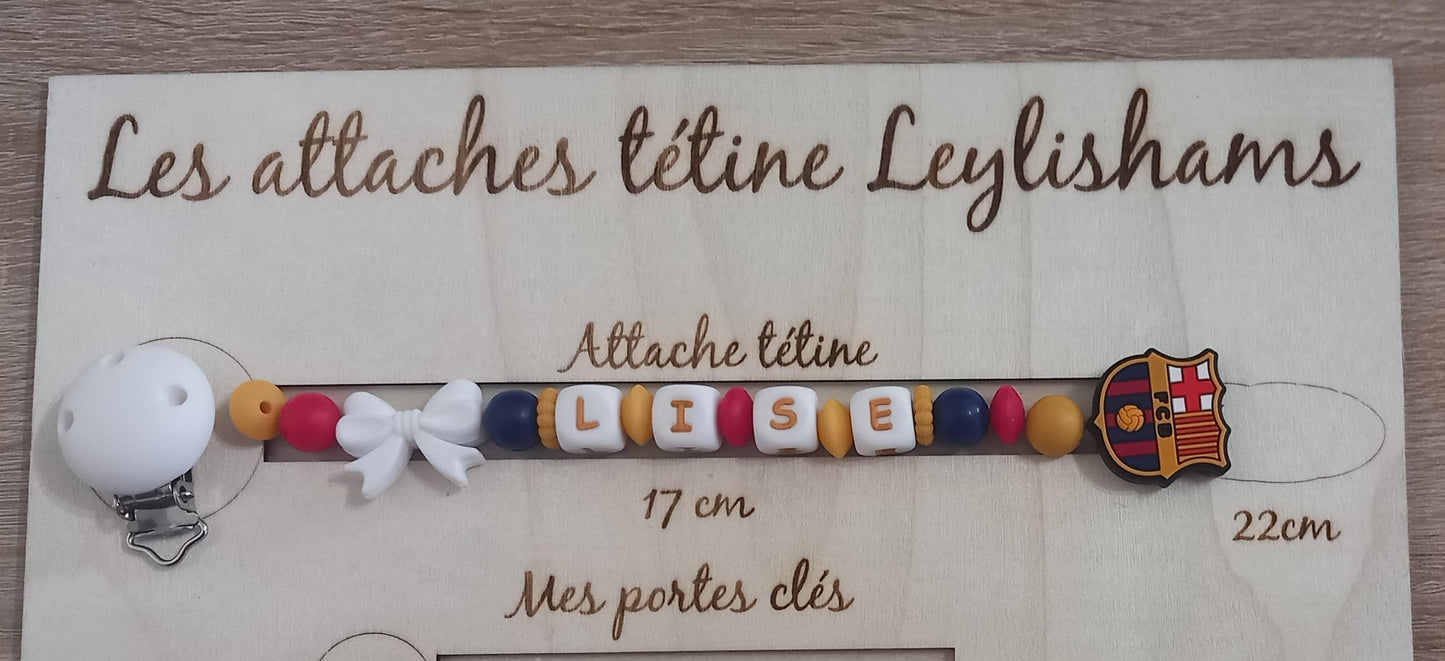 Les attaches tétine Leylishams
Attache tétine
LISE
FCB
17 cm
22cm
Mes portes clés